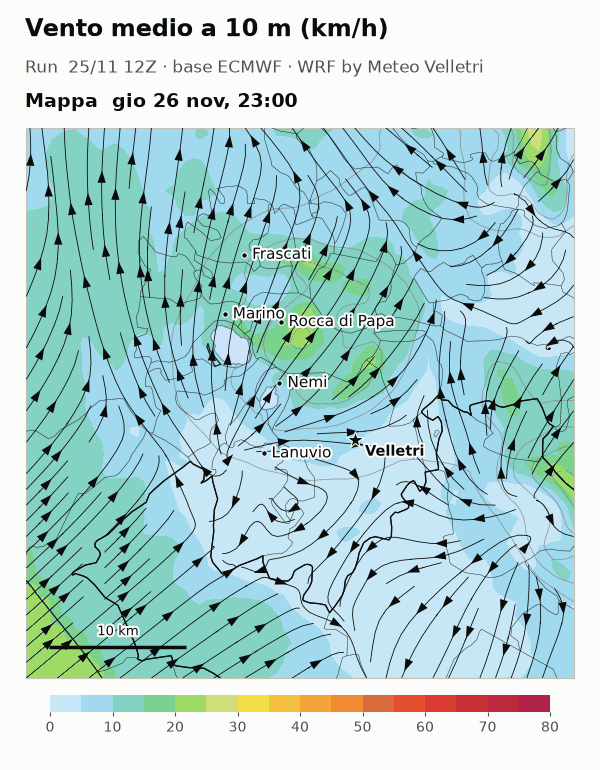 Vento medio a 10 m (km/h)
Run  25/11 12Z · base ECMWF · WRF by Meteo Velletri
Mappa  gio 26 nov, 23:00
Frascati
Marino
Rocca di Papa
Nemi
Velletri
Lanuvio
10 km
0 10 20 30 40 50 60 70 80